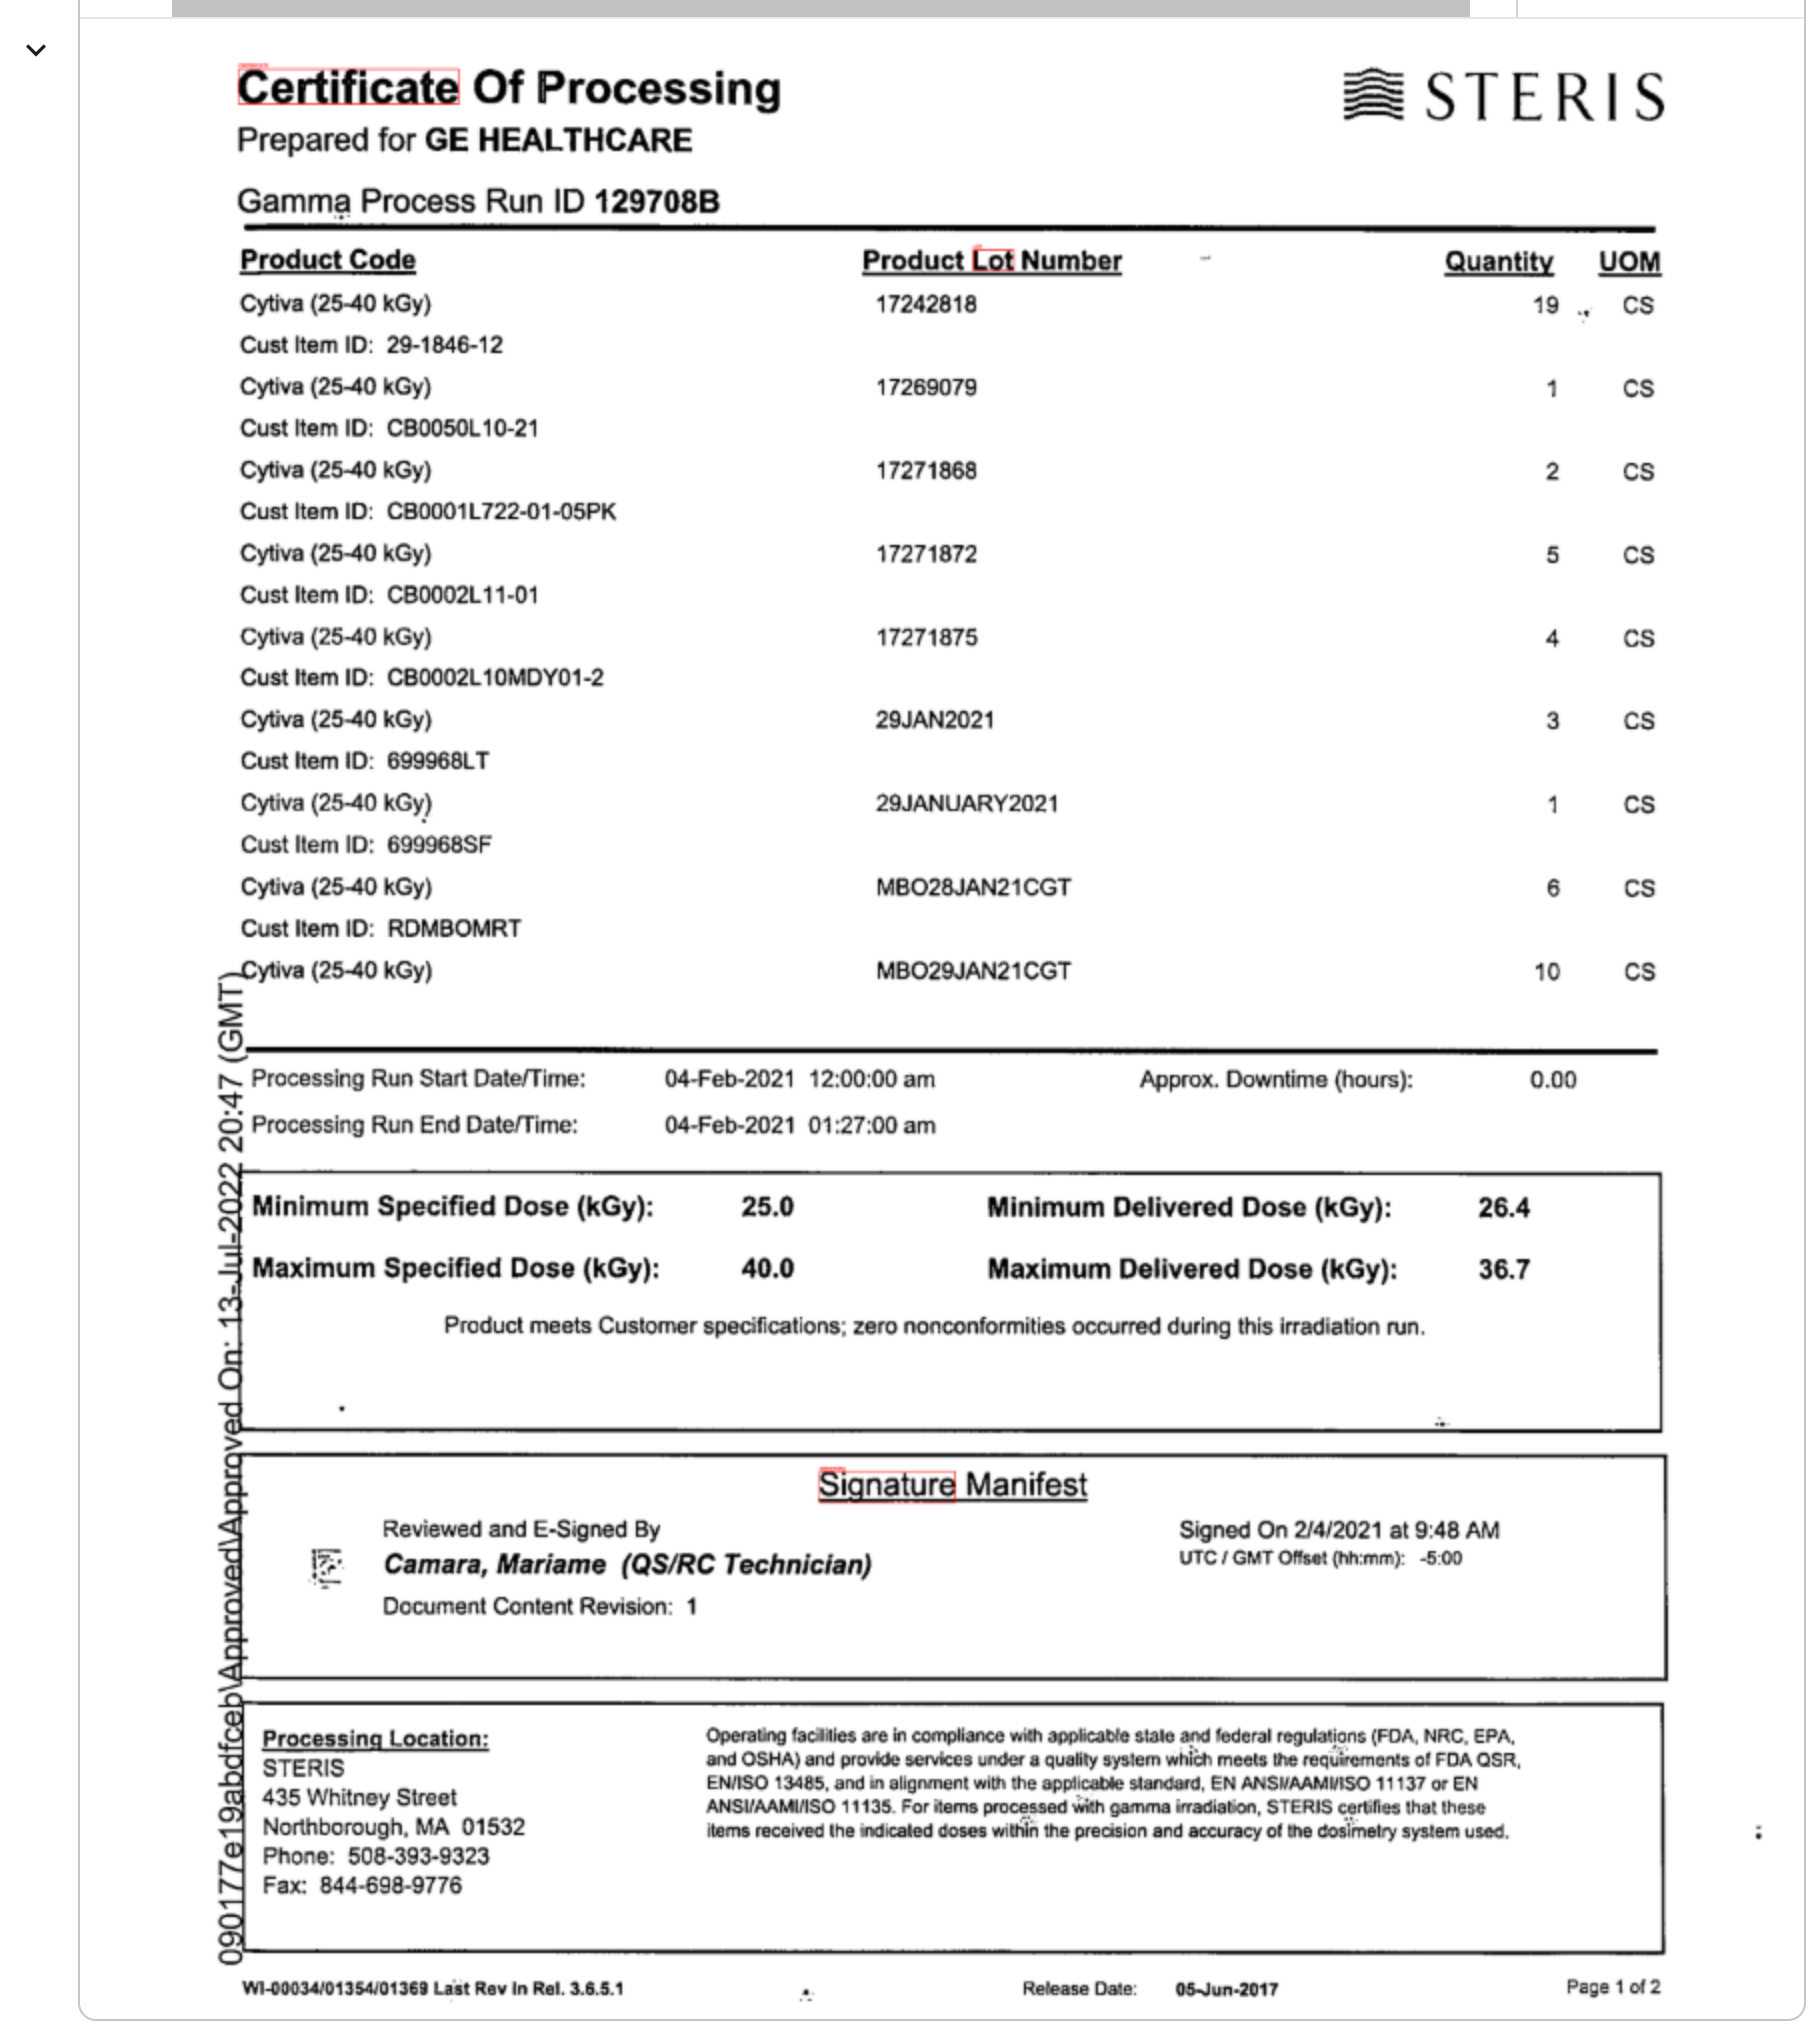 Certificate Of Processing
STERIS
Prepared for GE HEALTHCARE
Gamma Process Run ID 129708B
Product Code Product Lot Number Quantity UOM
Cytiva (25-40 kGy) 17242818 19 CS
Cust Item ID: 29-1846-12
Cytiva (25-40 kGy) 17269079 1 CS
Cust Item ID: CB0050L10-21
Cytiva (25-40 kGy) 17271868 2 CS
Cust Item ID: CB0001L722-01-05PK
Cytiva (25-40 kGy) 17271872 5 CS
Cust Item ID: CB0002L11-01
Cytiva (25-40 kGy) 17271875 4 CS
Cust Item ID: CB0002L10MDY01-2
Cytiva (25-40 kGy) 29JAN2021 3 CS
Cust Item ID: 699968LT
Cytiva (25-40 kGy) 29JANUARY2021 1 CS
Cust Item ID: 699968SF
Cytiva (25-40 kGy) MBO28JAN21CGT 6 CS
Cust Item ID: RDMBOMRT
Cytiva (25-40 kGy) MBO29JAN21CGT 10 CS
Processing Run Start Date/Time: 04-Feb-2021 12:00:00 am Approx. Downtime (hours): 0.00
Processing Run End Date/Time: 04-Feb-2021 01:27:00 am
Minimum Specified Dose (kGy): 25.0 Minimum Delivered Dose (kGy): 26.4
Maximum Specified Dose (kGy): 40.0 Maximum Delivered Dose (kGy): 36.7
Product meets Customer specifications; zero nonconformities occurred during this irradiation run.
Signature Manifest
Reviewed and E-Signed By
Camara, Mariame (QS/RC Technician)
Document Content Revision: 1
Signed On 2/4/2021 at 9:48 AM
UTC / GMT Offset (hh:mm): -5:00
Processing Location:
STERIS
435 Whitney Street
Northborough, MA 01532
Phone: 508-393-9323
Fax: 844-698-9776
Operating facilities are in compliance with applicable state and federal regulations (FDA, NRC, EPA,
and OSHA) and provide services under a quality system which meets the requirements of FDA QSR,
EN/ISO 13485, and in alignment with the applicable standard, EN ANSI/AAMI/ISO 11137 or EN
ANSI/AAMI/ISO 11135. For items processed with gamma irradiation, STERIS certifies that these
items received the indicated doses within the precision and accuracy of the dosimetry system used.
WI-00034/01354/01369 Last Rev In Rel. 3.6.5.1 Release Date: 05-Jun-2017 Page 1 of 2
090177e19abdfceb\Approved\Approved On: 13-Jul-2022 20:47 (GMT)